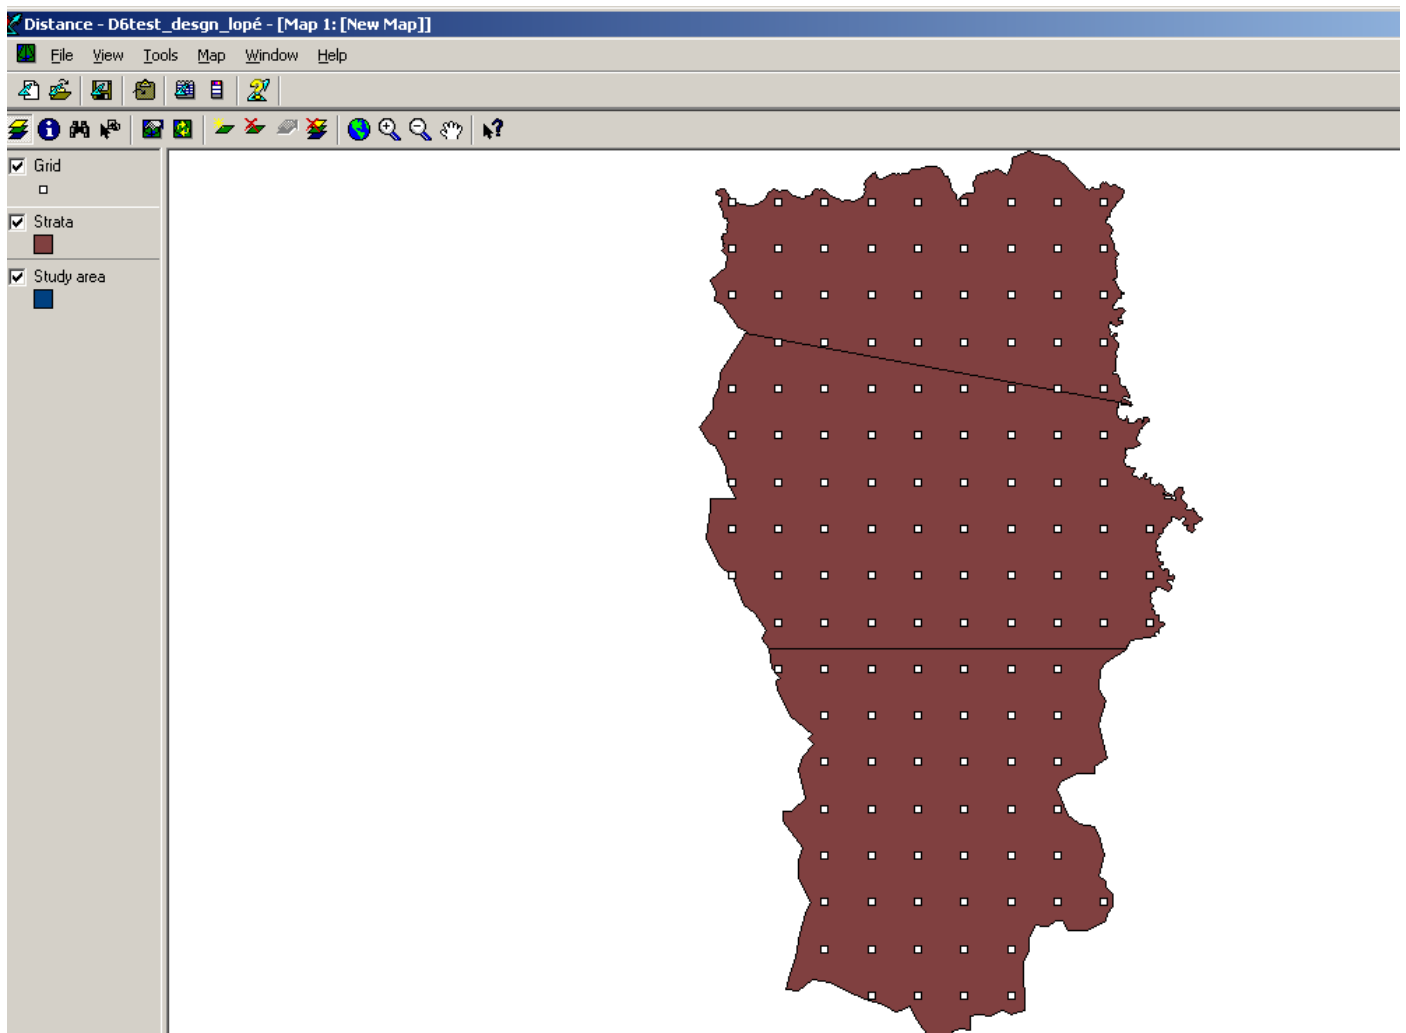 Distance - D6test_desgn_lopé - [Map 1: [New Map]]
File View Tools Map Window Help
Grid
Strata
Study area